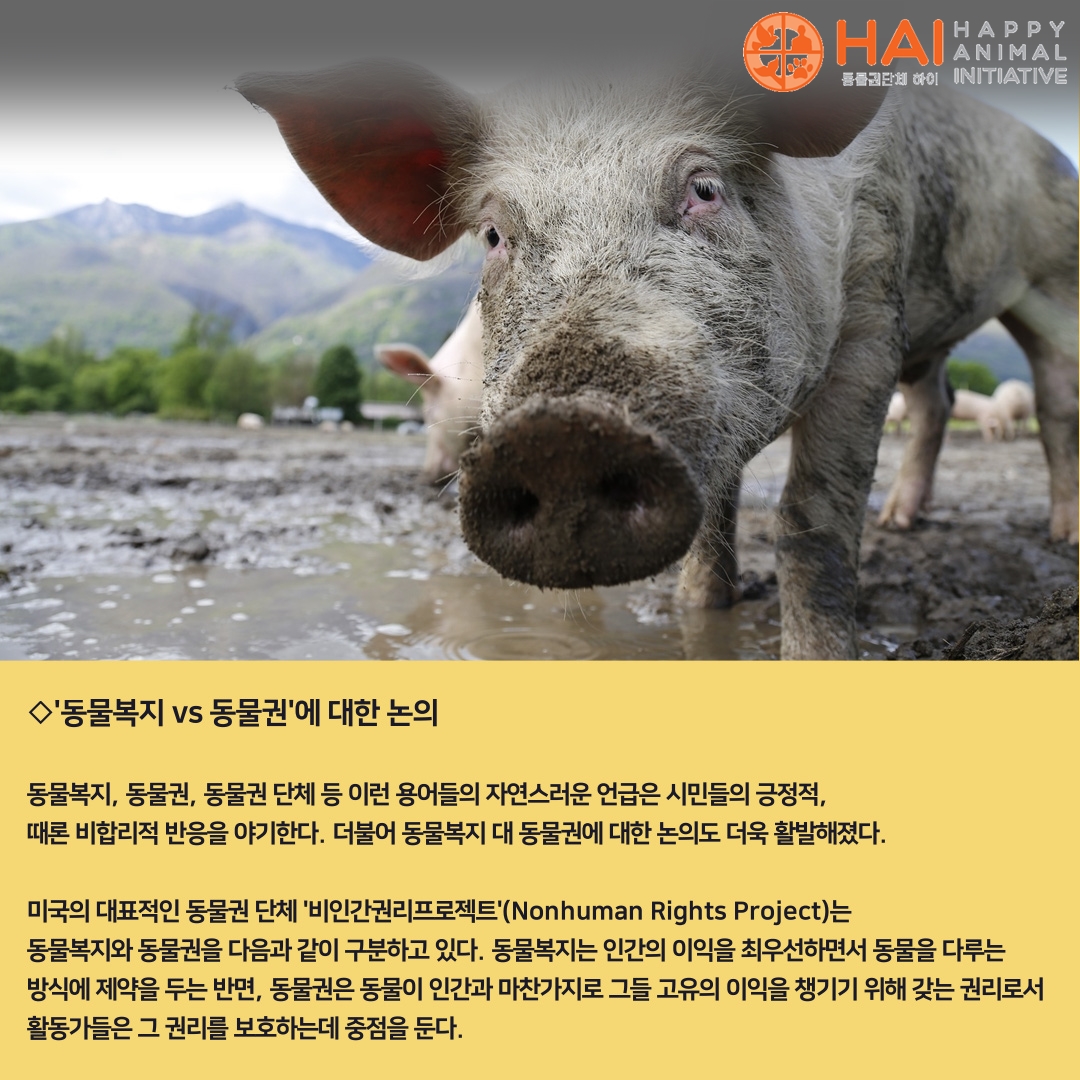 HAI
동물권단체 하이
HAPPY
ANIMAL
INITIATIVE
◇'동물복지 vs 동물권'에 대한 논의
동물복지, 동물권, 동물권 단체 등 이런 용어들의 자연스러운 언급은 시민들의 긍정적,
때론 비합리적 반응을 야기한다. 더불어 동물복지 대 동물권에 대한 논의도 더욱 활발해졌다.
미국의 대표적인 동물권 단체 '비인간권리프로젝트'(Nonhuman Rights Project)는
동물복지와 동물권을 다음과 같이 구분하고 있다. 동물복지는 인간의 이익을 최우선하면서 동물을 다루는
방식에 제약을 두는 반면, 동물권은 동물이 인간과 마찬가지로 그들 고유의 이익을 챙기기 위해 갖는 권리로서
활동가들은 그 권리를 보호하는데 중점을 둔다.